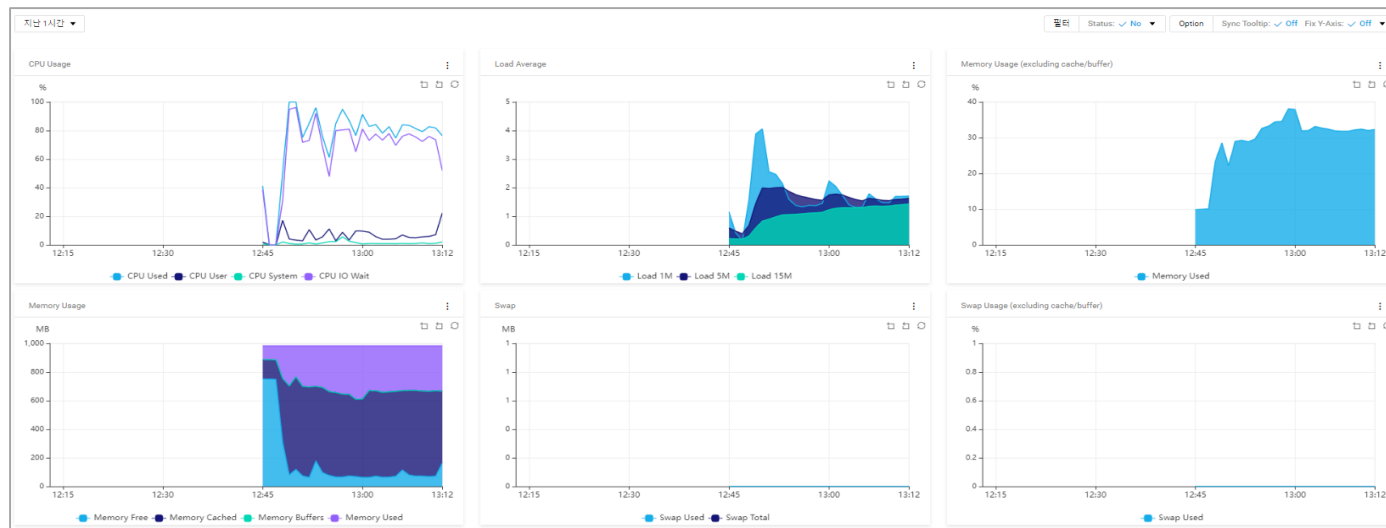 지난 1시간 ▼
필터 Status: ✓ No ▼ Option Sync Tooltip: ✓ Off Fix Y-Axis: ✓ Off ▼
CPU Usage
%
100
80
60
40
20
0
12:15 12:30 12:45 13:00 13:12
CPU Used CPU User CPU System CPU IO Wait
Load Average
5
4
3
2
1
0
12:15 12:30 12:45 13:00 13:12
Load 1M Load 5M Load 15M
Memory Usage (excluding cache/buffer)
%
40
30
20
10
0
12:15 12:30 12:45 13:00 13:12
Memory Used
Memory Usage
MB
1,000
800
600
400
200
0
12:15 12:30 12:45 13:00 13:12
Memory Free Memory Cached Memory Buffers Memory Used
Swap
MB
1
1
1
0
0
0
12:15 12:30 12:45 13:00 13:12
Swap Used Swap Total
Swap Usage (excluding cache/buffer)
%
1
0.8
0.6
0.4
0.2
0
12:15 12:30 12:45 13:00 13:12
Swap Used